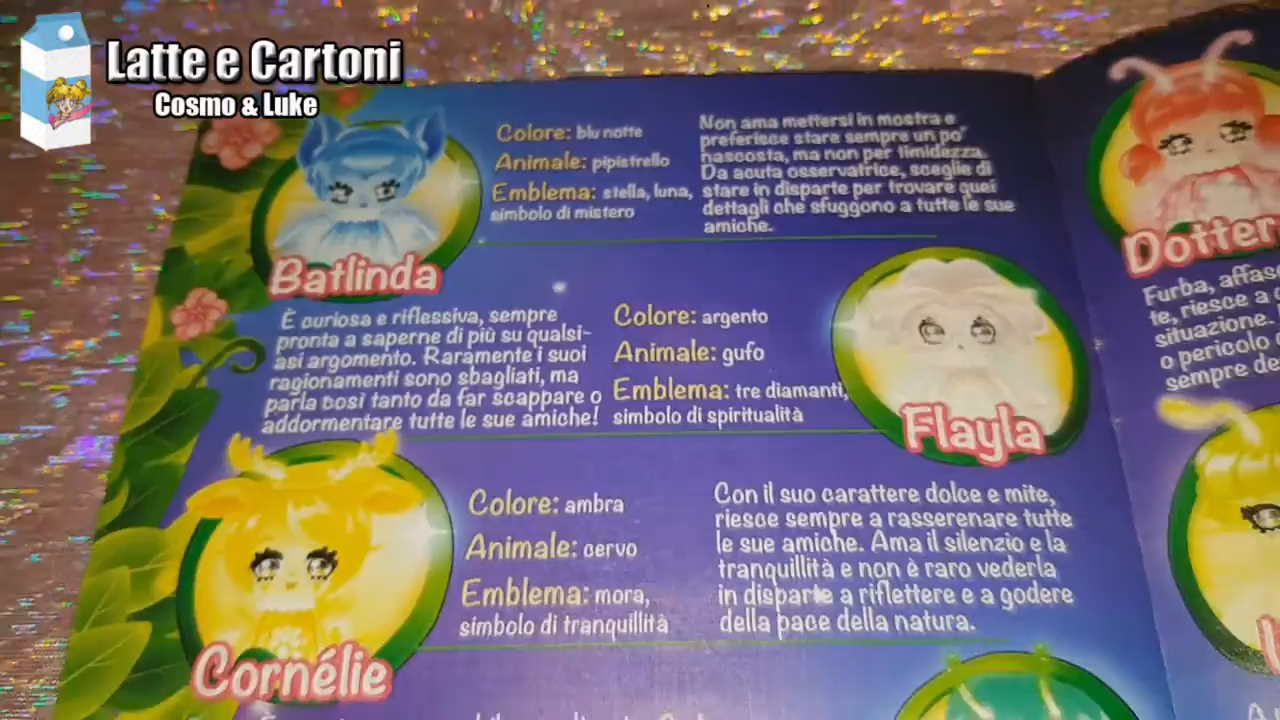 Latte e Cartoni
Cosmo & Luke
Colore: blu notte
Animale: pipistrello
Emblema: stella, luna,
simbolo di mistero
Non ama mettersi in mostra e
preferisce stare sempre un po'
nascosta, ma non per timidezza.
Da acuta osservatrice, sceglie di
stare in disparte per trovare quei
dettagli che sfuggono a tutte le sue
amiche.
Batlinda
È curiosa e riflessiva, sempre
pronta a saperne di più su qualsi-
asi argomento. Raramente i suoi
ragionamenti sono sbagliati, ma
parla così tanto da far scappare o
addormentare tutte le sue amiche!
Colore: argento
Animale: gufo
Emblema: tre diamanti,
simbolo di spiritualità
Flayla
Colore: ambra
Animale: cervo
Emblema: mora,
simbolo di tranquillità
Con il suo carattere dolce e mite,
riesce sempre a rasserenare tutte
le sue amiche. Ama il silenzio e la
tranquillità e non è raro vederla
in disparte a riflettere e a godere
della pace della natura.
Cornélie
Dotter
Furba, affas
te, riesce a
situazione.
o pericolo
sempre de